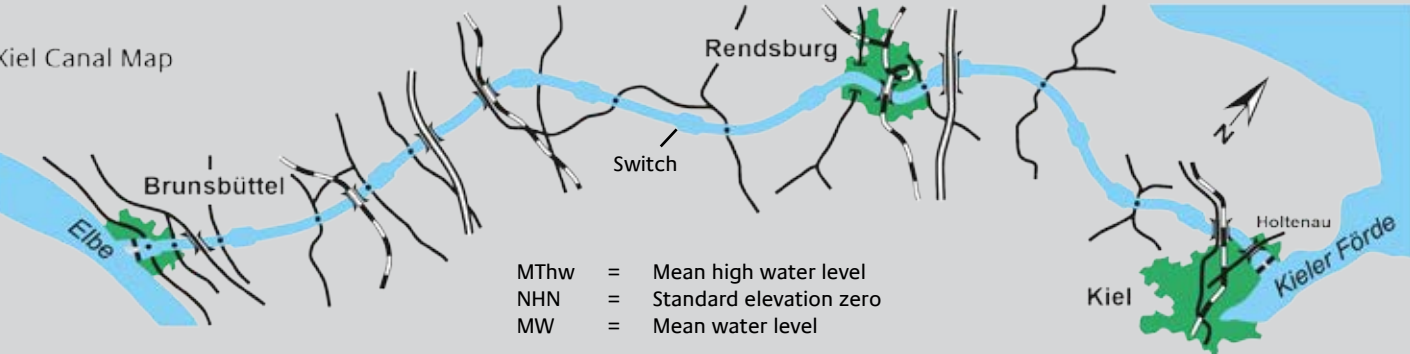 Kiel Canal Map
Rendsburg
Switch
Brunsbüttel
Elbe
N
Holtenau
Kieler Förde
Kiel
MThw = Mean high water level
NHN = Standard elevation zero
MW = Mean water level